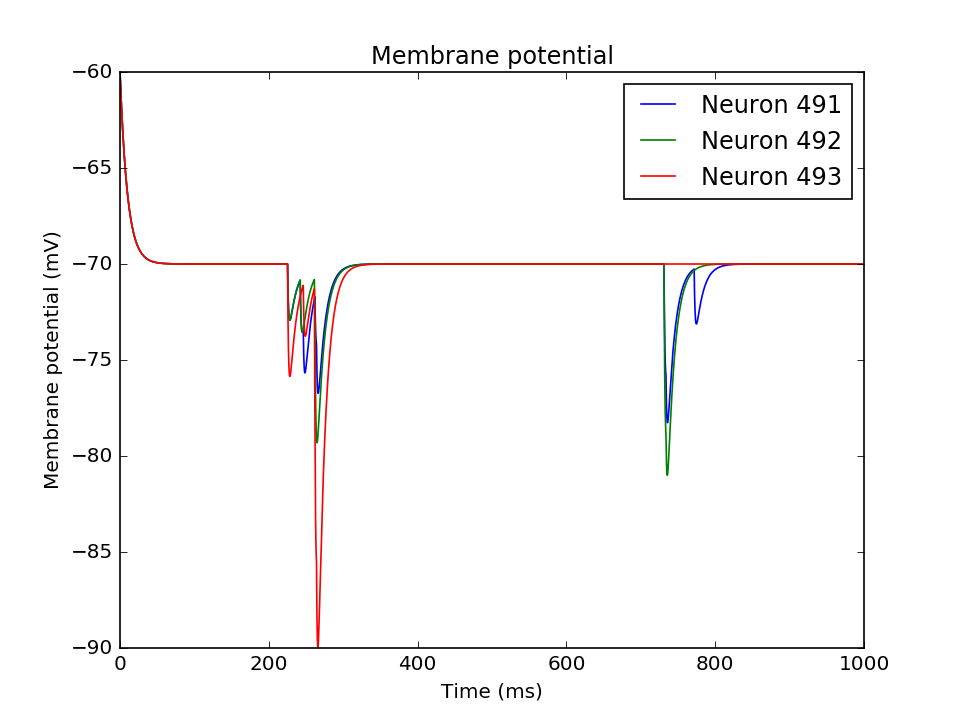 Membrane potential
Neuron 491
Neuron 492
Neuron 493
Membrane potential (mV)
−60
−65
−70
−75
−80
−85
−90
0 200 400 600 800 1000
Time (ms)